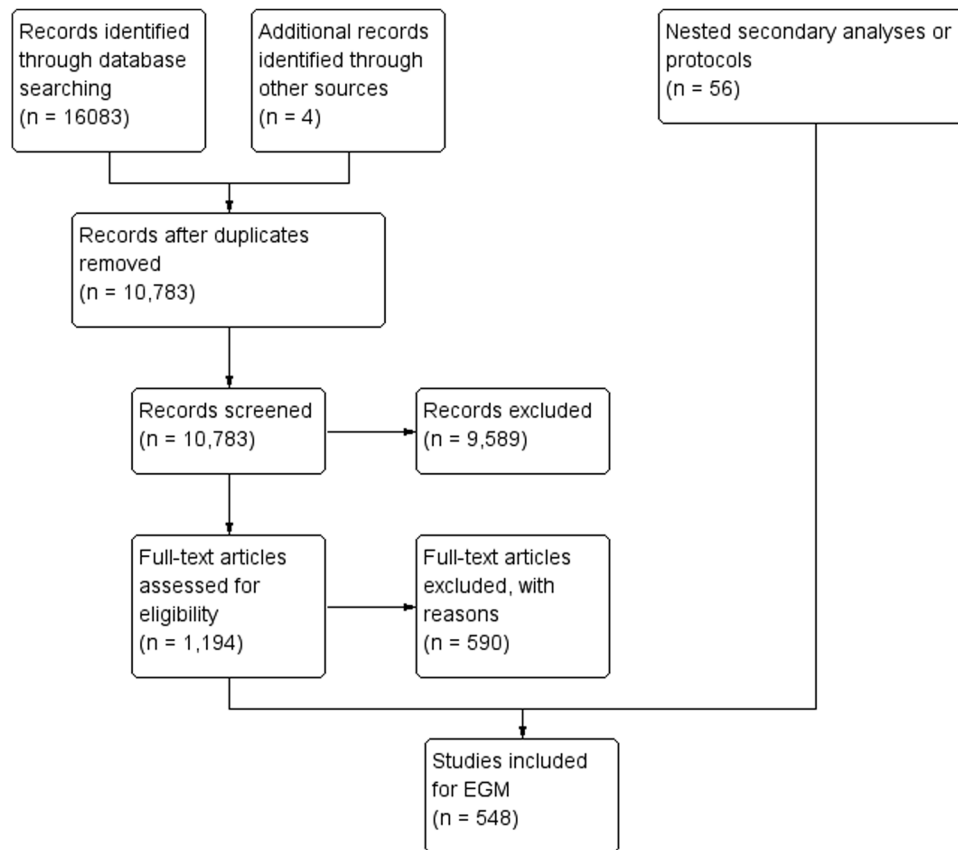 Records identified
through database
searching
(n = 16083)
Additional records
identified through
other sources
(n = 4)
Nested secondary analyses or
protocols
(n = 56)
Records after duplicates
removed
(n = 10,783)
Records screened
(n = 10,783)
Records excluded
(n = 9,589)
Full-text articles
assessed for
eligibility
(n = 1,194)
Full-text articles
excluded, with
reasons
(n = 590)
Studies included
for EGM
(n = 548)